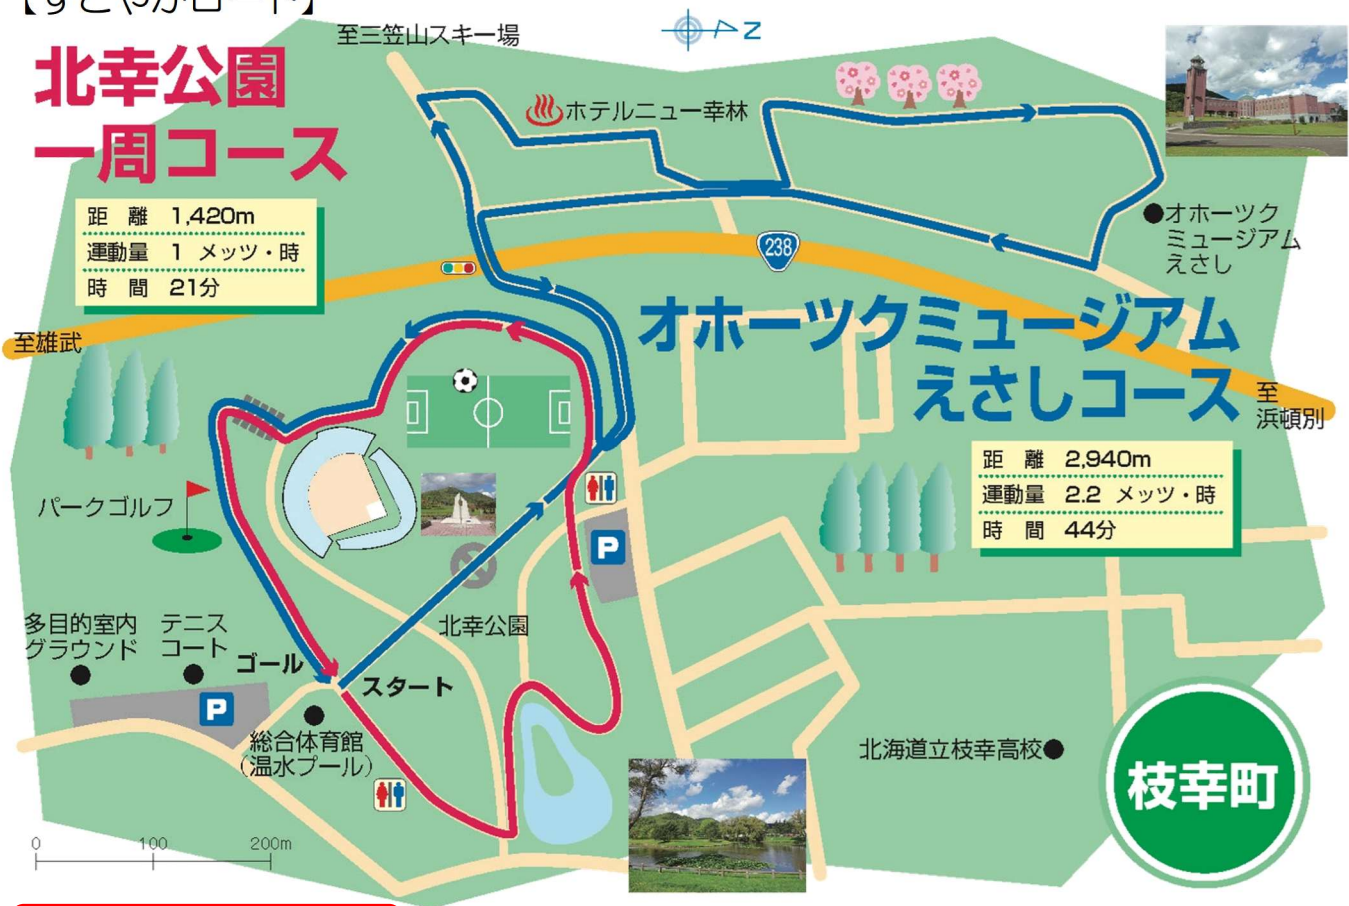 【すこやかロード】
北幸公園
一周コース
距離 1,420m
運動量 1 メッツ・時
時間 21分
至三笠山スキー場
Z
ホテルニュー幸林
オホーツク
ミュージアム
えさし
238
至雄武
オホーツクミュージアム
えさしコース
至
浜頓別
距離 2,940m
運動量 2.2 メッツ・時
時間 44分
パークゴルフ
P
北幸公園
多目的室内
グラウンド
テニス
コート
ゴール
スタート
P
総合体育館
（温水プール）
北海道立枝幸高校
枝幸町
0 100 200m